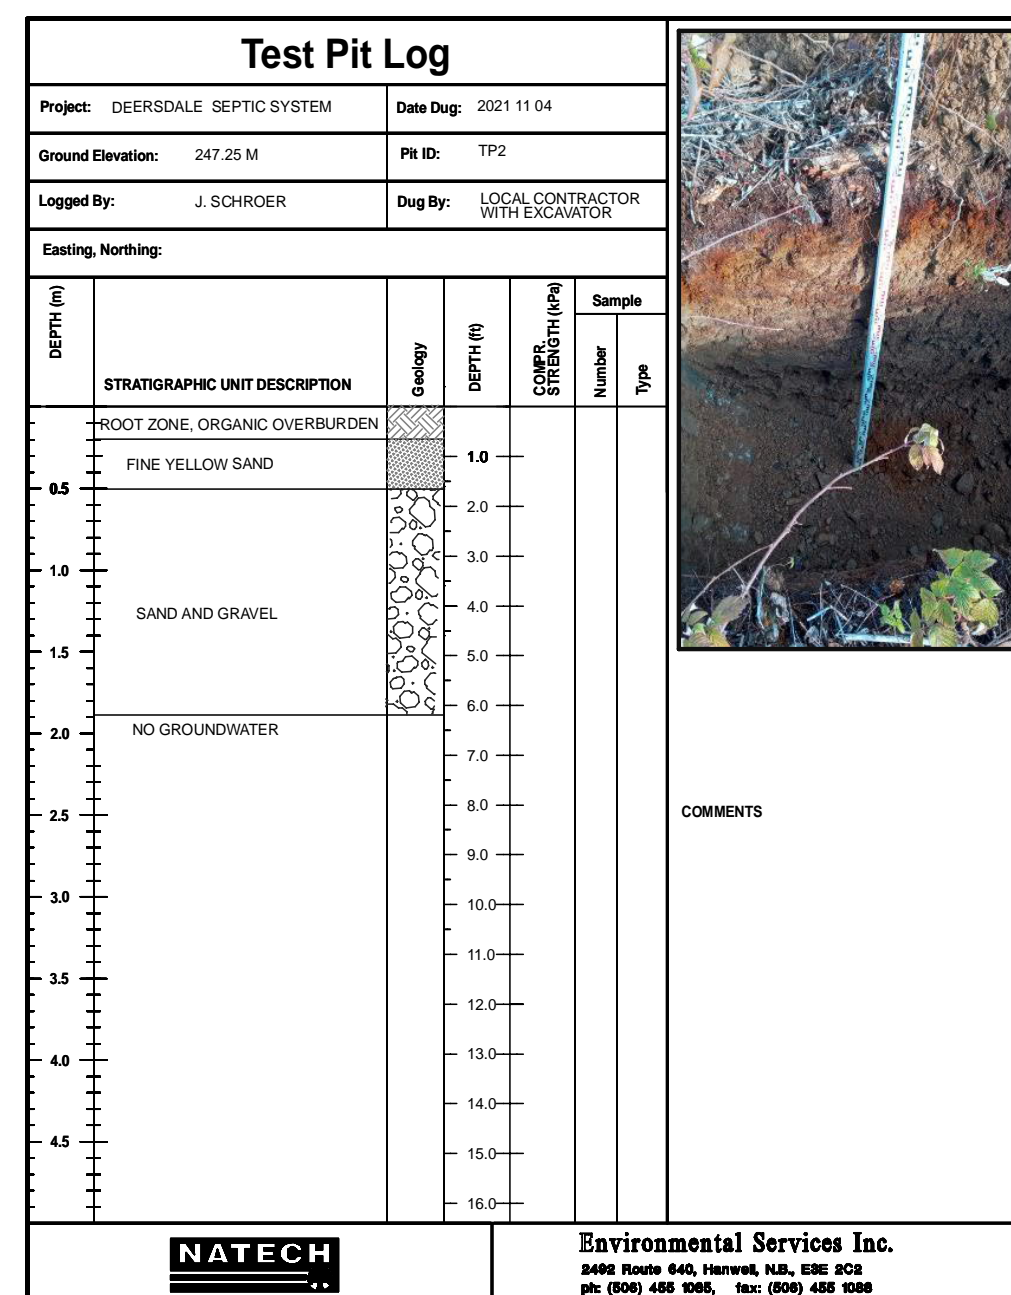 Test Pit Log
Project: DEERSDALE SEPTIC SYSTEM
Date Dug: 2021 11 04
Ground Elevation: 247.25 M
Pit ID: TP2
Logged By: J. SCHROER
Dug By: LOCAL CONTRACTOR
WITH EXCAVATOR
Easting, Northing:
DEPTH (m)
STRATIGRAPHIC UNIT DESCRIPTION
Geology
DEPTH (ft)
COMPR.
STRENGTH (kPa)
Sample
Number
Type
ROOT ZONE, ORGANIC OVERBURDEN
FINE YELLOW SAND
1.0
0.5
2.0
3.0
1.0
SAND AND GRAVEL
4.0
1.5
5.0
6.0
2.0
NO GROUNDWATER
7.0
2.5
8.0
COMMENTS
9.0
3.0
10.0
11.0
3.5
12.0
4.0
13.0
14.0
4.5
15.0
16.0
NATECH
Environmental Services Inc.
2492 Route 640, Hanwell, N.B., E3E 2C2
ph: (506) 455 1085, fax: (506) 455 1088